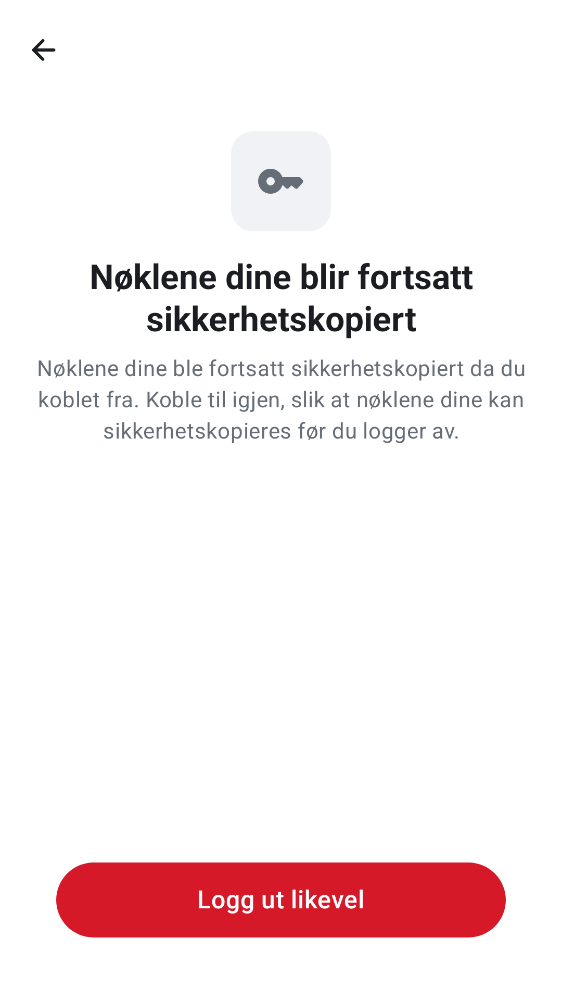 Nøklene dine blir fortsatt
sikkerhetskopiert
Nøklene dine ble fortsatt sikkerhetskopiert da du
koblet fra. Koble til igjen, slik at nøklene dine kan
sikkerhetskopieres før du logger av.
Logg ut likevel